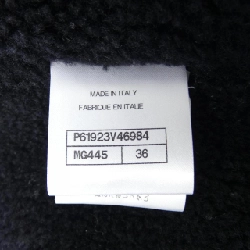 MADE IN ITALY
FABRIQUE EN ITALIE
P61923V46984
MG445 36